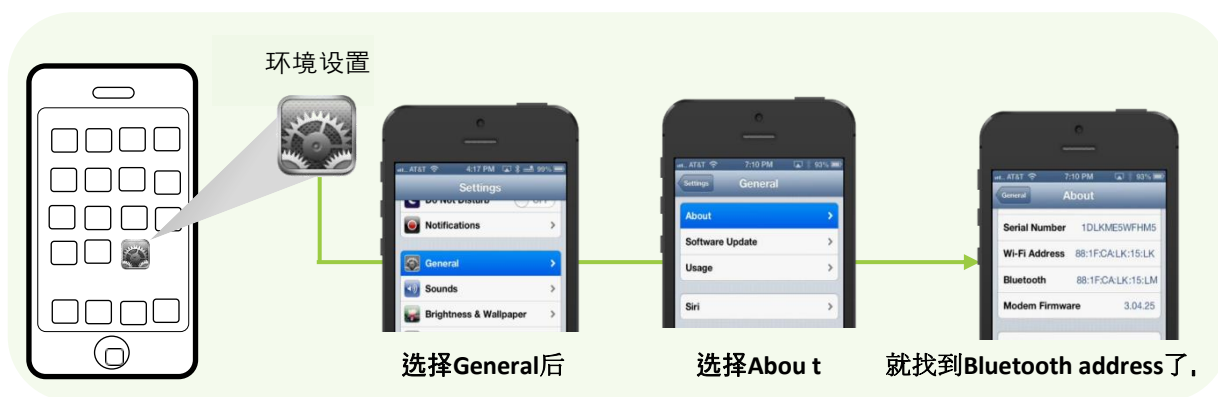 环境设置
AT&T 4:17 PM 99%
Settings
Do Not Disturb OFF
Notifications
General
Sounds
Brightness & Wallpaper
选择General后
AT&T 7:10 PM 93%
Settings General
About
Software Update
Usage
Siri
选择Abou t
AT&T 7:10 PM 93%
General About
Serial Number 1DLKME5WFHM5
Wi-Fi Address 88:1F:CA:LK:15:LK
Bluetooth 88:1F:CA:LK:15:LM
Modem Firmware 3.04.25
就找到Bluetooth address了.